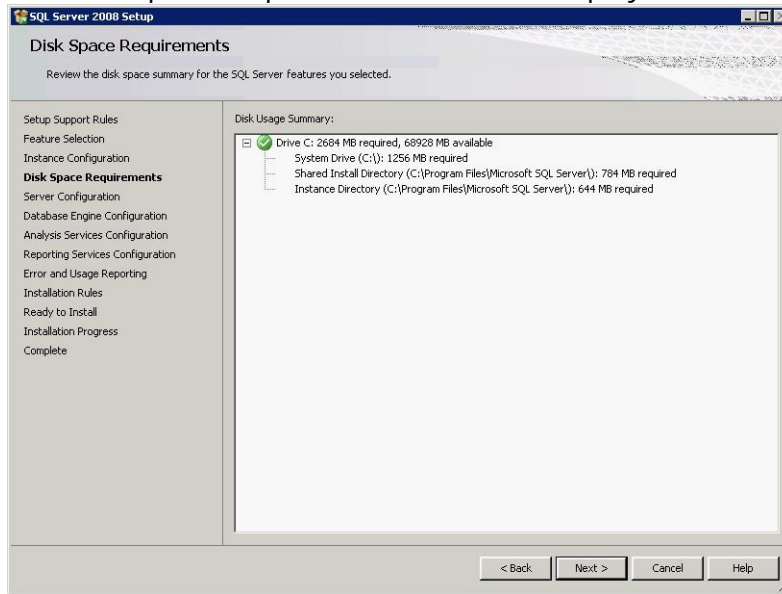 SQL Server 2008 Setup
Disk Space Requirements
Review the disk space summary for the SQL Server features you selected.
Setup Support Rules
Feature Selection
Instance Configuration
Disk Space Requirements
Server Configuration
Database Engine Configuration
Analysis Services Configuration
Reporting Services Configuration
Error and Usage Reporting
Installation Rules
Ready to Install
Installation Progress
Complete
Disk Usage Summary:
Drive C: 2684 MB required, 68928 MB available
System Drive (C:\): 1256 MB required
Shared Install Directory (C:\Program Files\Microsoft SQL Server\): 784 MB required
Instance Directory (C:\Program Files\Microsoft SQL Server\): 644 MB required
< Back Next > Cancel Help